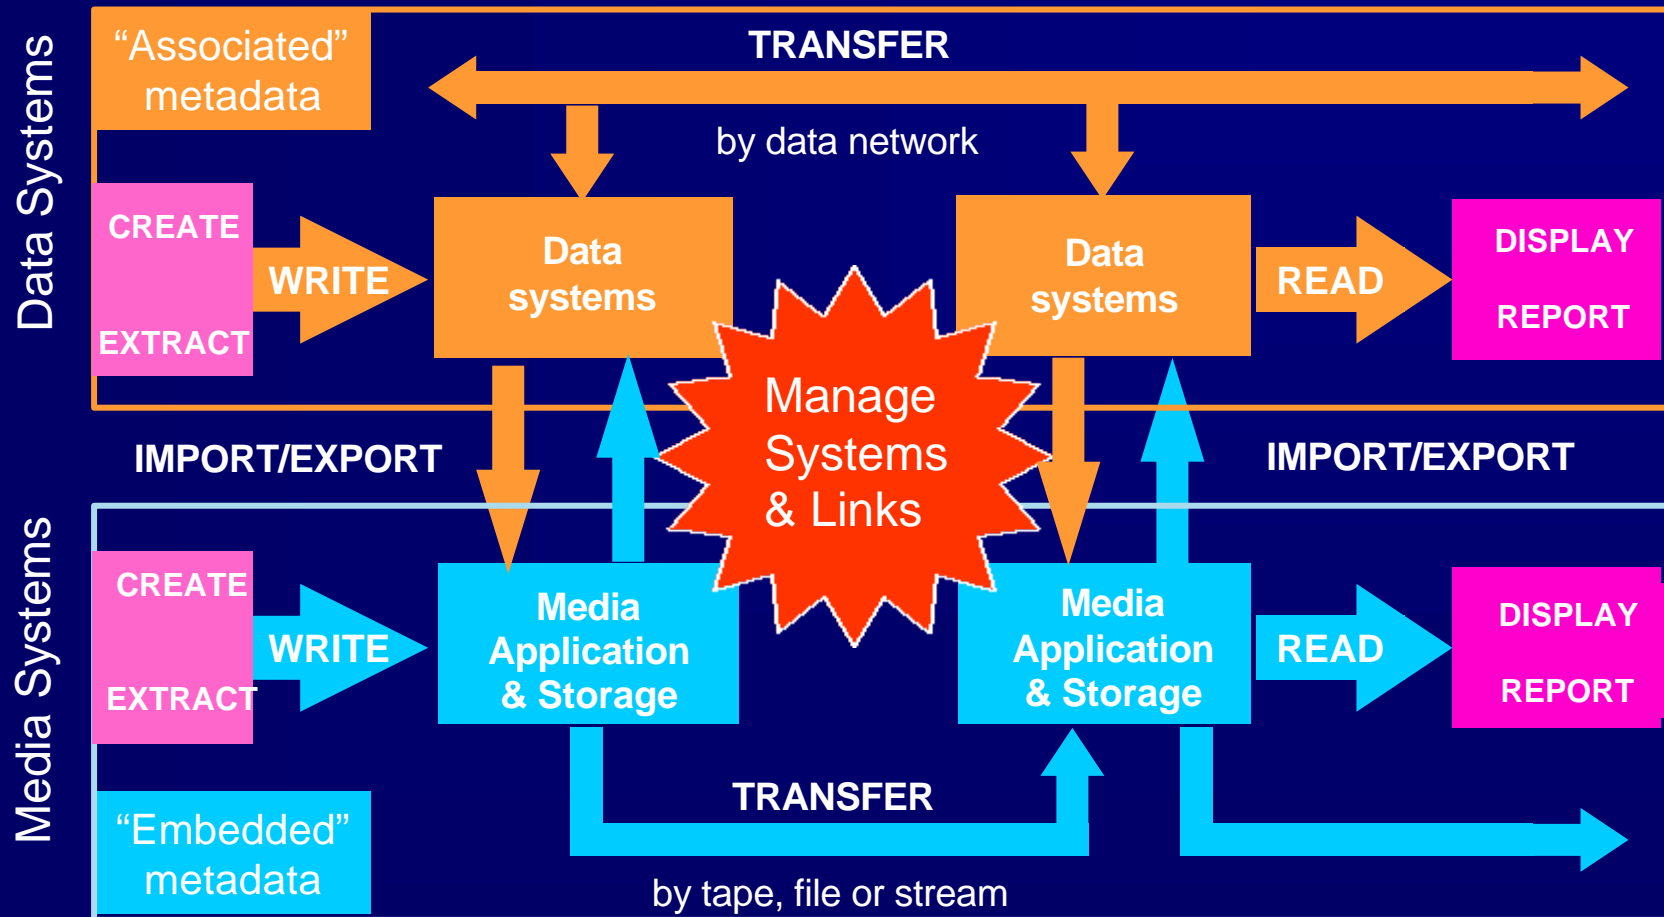 Data Systems
“Associated”
metadata
TRANSFER
by data network
CREATE
EXTRACT
WRITE
Data
systems
Data
systems
READ
DISPLAY
REPORT
IMPORT/EXPORT
Manage
Systems
& Links
IMPORT/EXPORT
Media Systems
CREATE
EXTRACT
WRITE
Media
Application
& Storage
Media
Application
& Storage
READ
DISPLAY
REPORT
“Embedded”
metadata
TRANSFER
by tape, file or stream